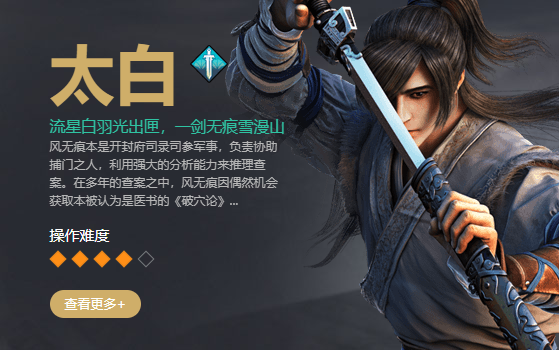 太白
流星白羽光出匣，一剑无痕雪漫山
风无痕本是开封府司录司参军事，负责协助
捕门之人，利用强大的分析能力来推理查
案。在多年的查案之中，风无痕因偶然机会
获取本被认为是医书的《破穴论》...
操作难度
查看更多+